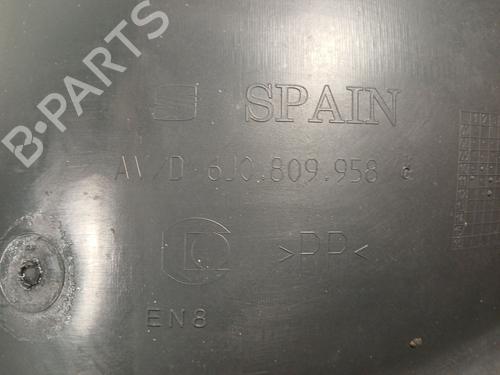 B-PARTS
SPAIN
AV/D 6J0.809.958
>PP<
EN8